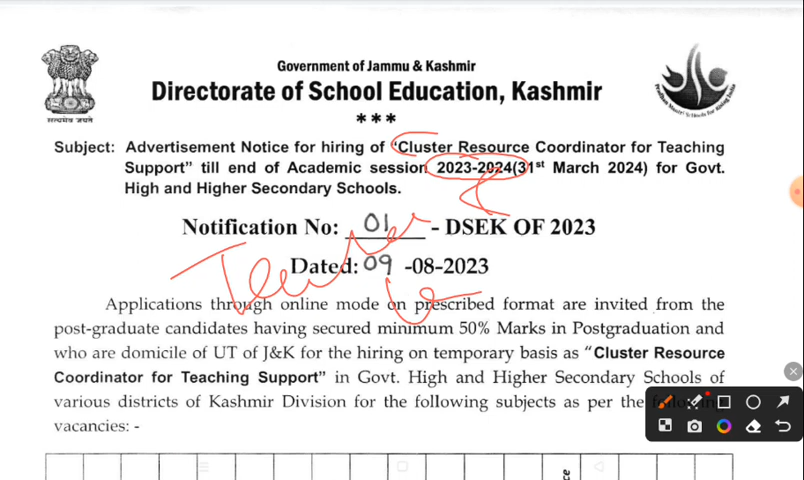 Government of Jammu & Kashmir
Directorate of School Education, Kashmir
***
Subject: Advertisement Notice for hiring of “Cluster Resource Coordinator for Teaching
Support” till end of Academic session 2023-2024(31st March 2024) for Govt.
High and Higher Secondary Schools.
Notification No: 01 - DSEK OF 2023
Dated: 09 -08-2023
Applications through online mode on prescribed format are invited from the
post-graduate candidates having secured minimum 50% Marks in Postgraduation and
who are domicile of UT of J&K for the hiring on temporary basis as “Cluster Resource
Coordinator for Teaching Support” in Govt. High and Higher Secondary Schools of
various districts of Kashmir Division for the following subjects as per the following
vacancies: -